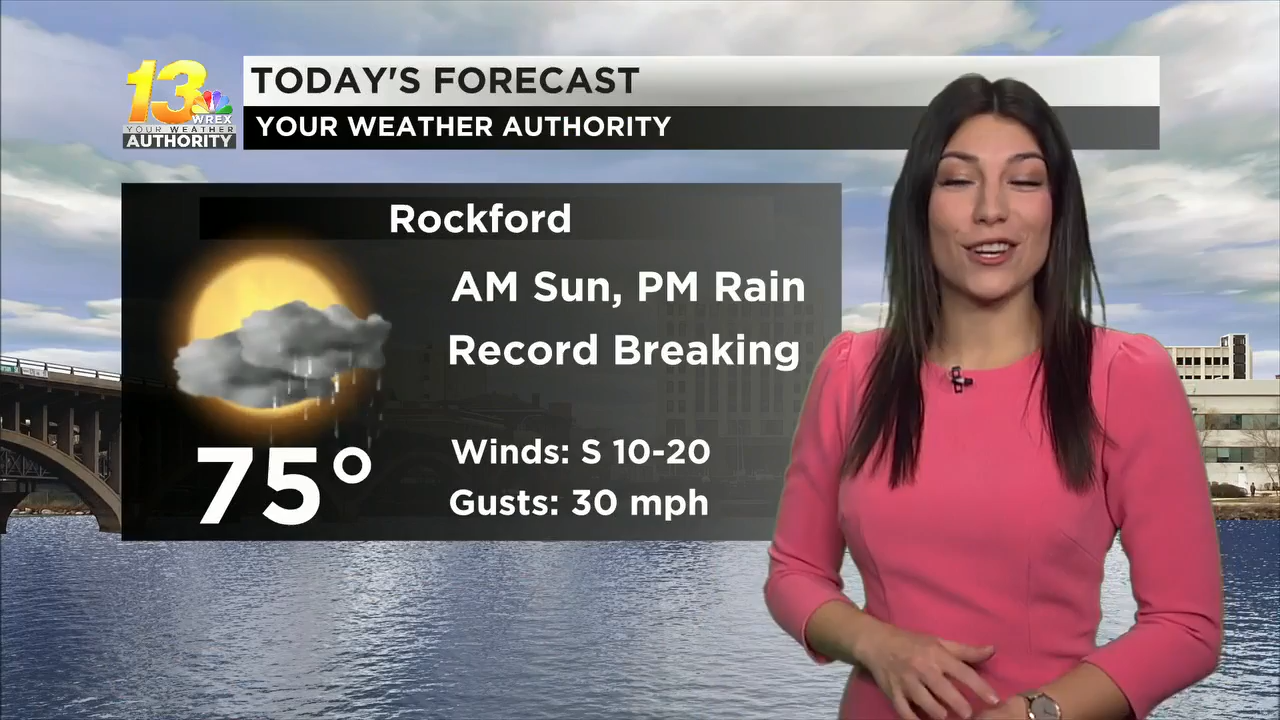 13
WREX
YOUR WEATHER
AUTHORITY
TODAY'S FORECAST
YOUR WEATHER AUTHORITY
Rockford
AM Sun, PM Rain
Record Breaking
75°
Winds: S 10-20
Gusts: 30 mph